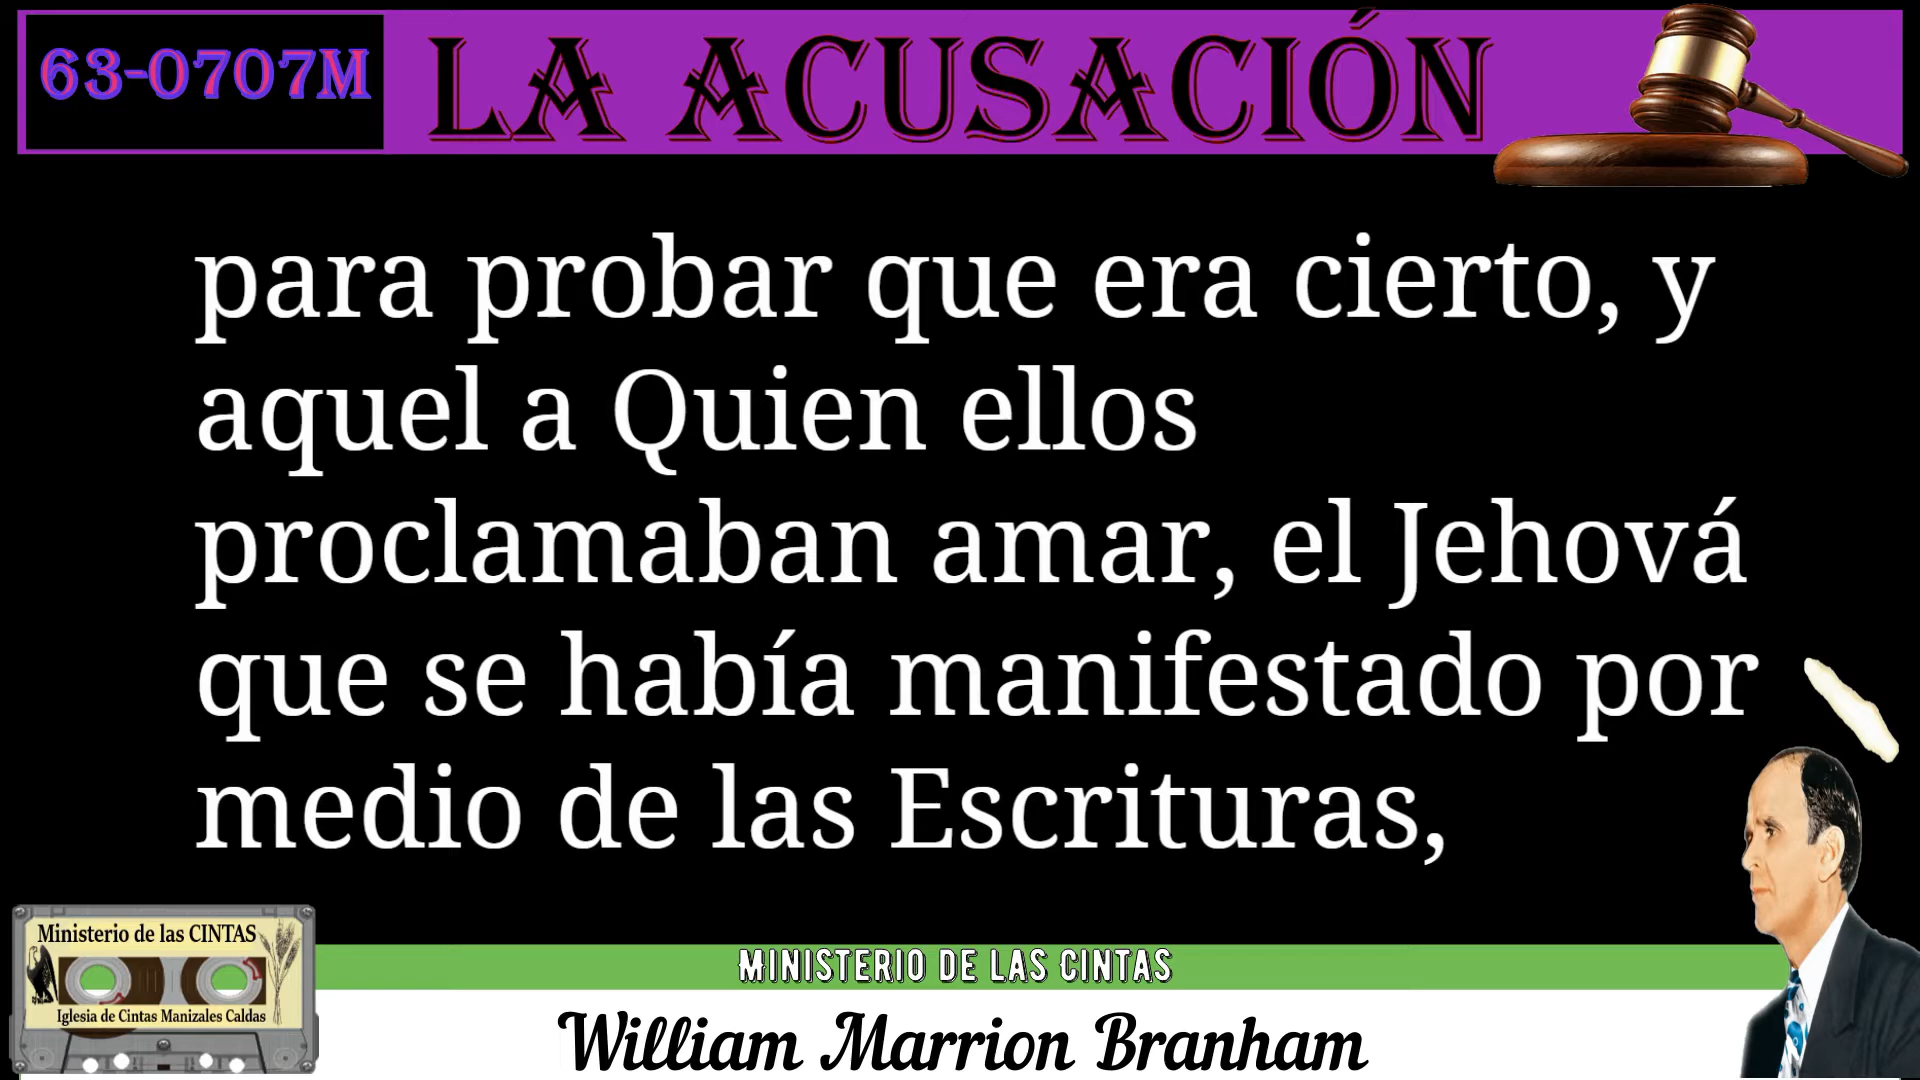 63-0707M
LA ACUSACIÓN
para probar que era cierto, y
aquel a Quien ellos
proclamaban amar, el Jehová
que se había manifestado por
medio de las Escrituras,
Ministerio de las CINTAS
Iglesia de Cintas Manizales Caldas
MINISTERIO DE LAS CINTAS
William Marrion Branham